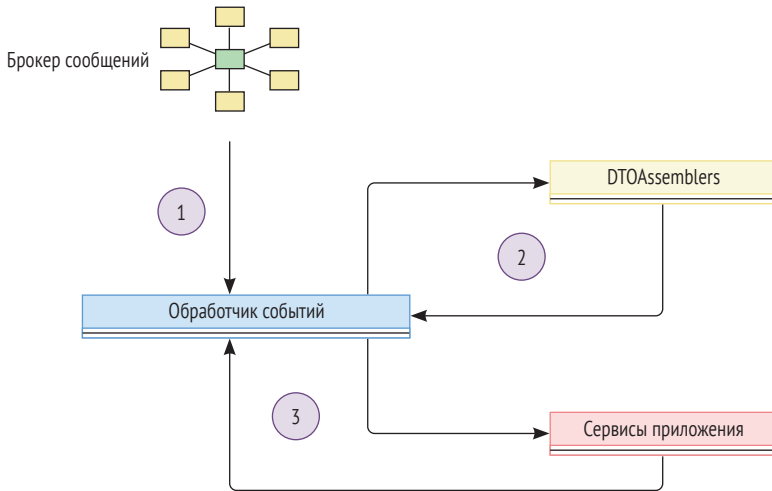 Брокер сообщений
DTOAssemblers
1
2
Обработчик событий
3
Сервисы приложения